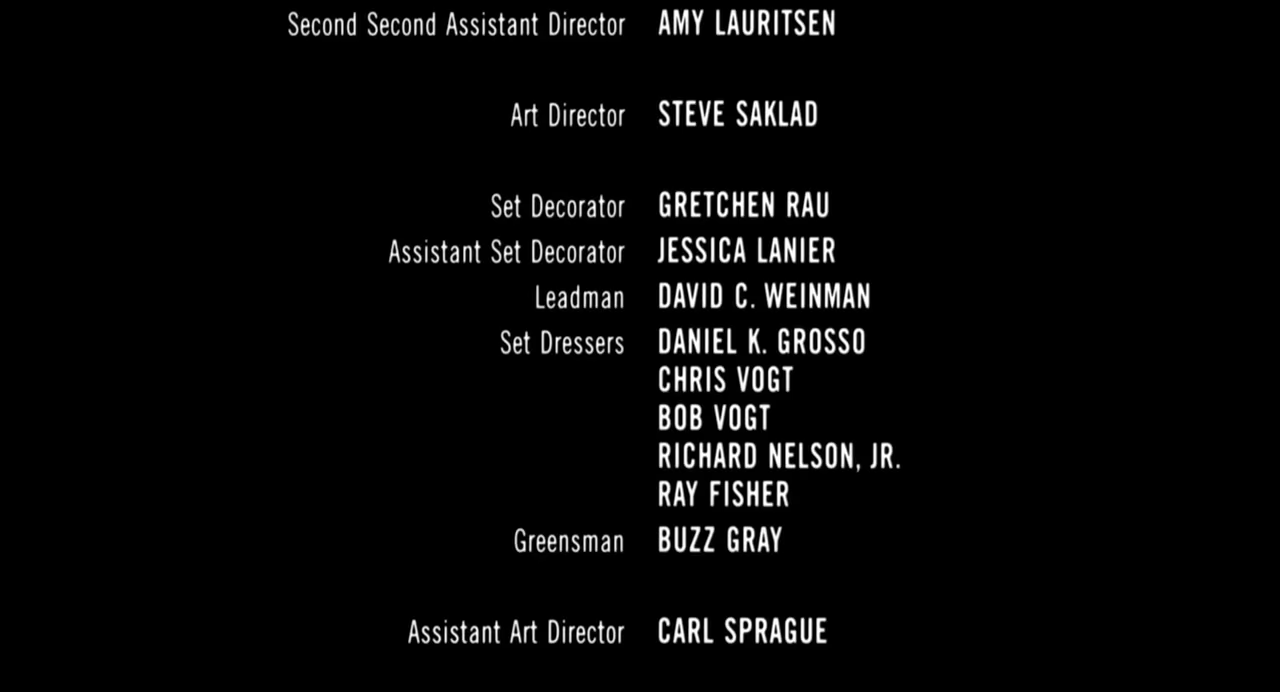 Second Second Assistant Director AMY LAURITSEN
Art Director STEVE SAKLAD
Set Decorator GRETCHEN RAU
Assistant Set Decorator JESSICA LANIER
Leadman DAVID C. WEINMAN
Set Dressers DANIEL K. GROSSO
CHRIS VOGT
BOB VOGT
RICHARD NELSON, JR.
RAY FISHER
Greensman BUZZ GRAY
Assistant Art Director CARL SPRAGUE